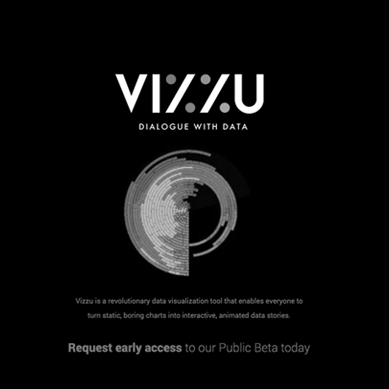 VIZZU
DIALOGUE WITH DATA
Vizzu is a revolutionary data visualization tool that enables everyone to
turn static, boring charts into interactive, animated data stories.
Request early access to our Public Beta today